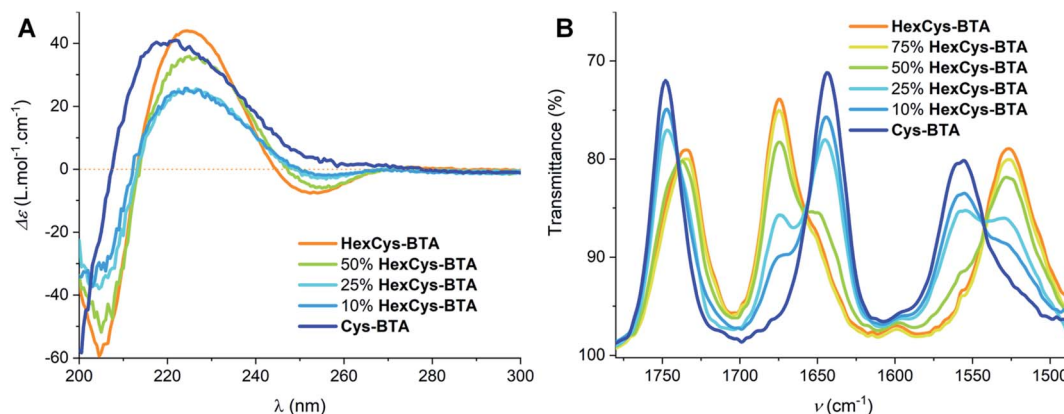 A
40
20
0
-20
-40
-60
Δε (L.mol⁻¹.cm⁻¹)
HexCys-BTA
50% HexCys-BTA
25% HexCys-BTA
10% HexCys-BTA
Cys-BTA
200 220 240 260 280 300
λ (nm)
B
70
80
90
100
Transmittance (%)
HexCys-BTA
75% HexCys-BTA
50% HexCys-BTA
25% HexCys-BTA
10% HexCys-BTA
Cys-BTA
1750 1700 1650 1600 1550 1500
ν (cm⁻¹)